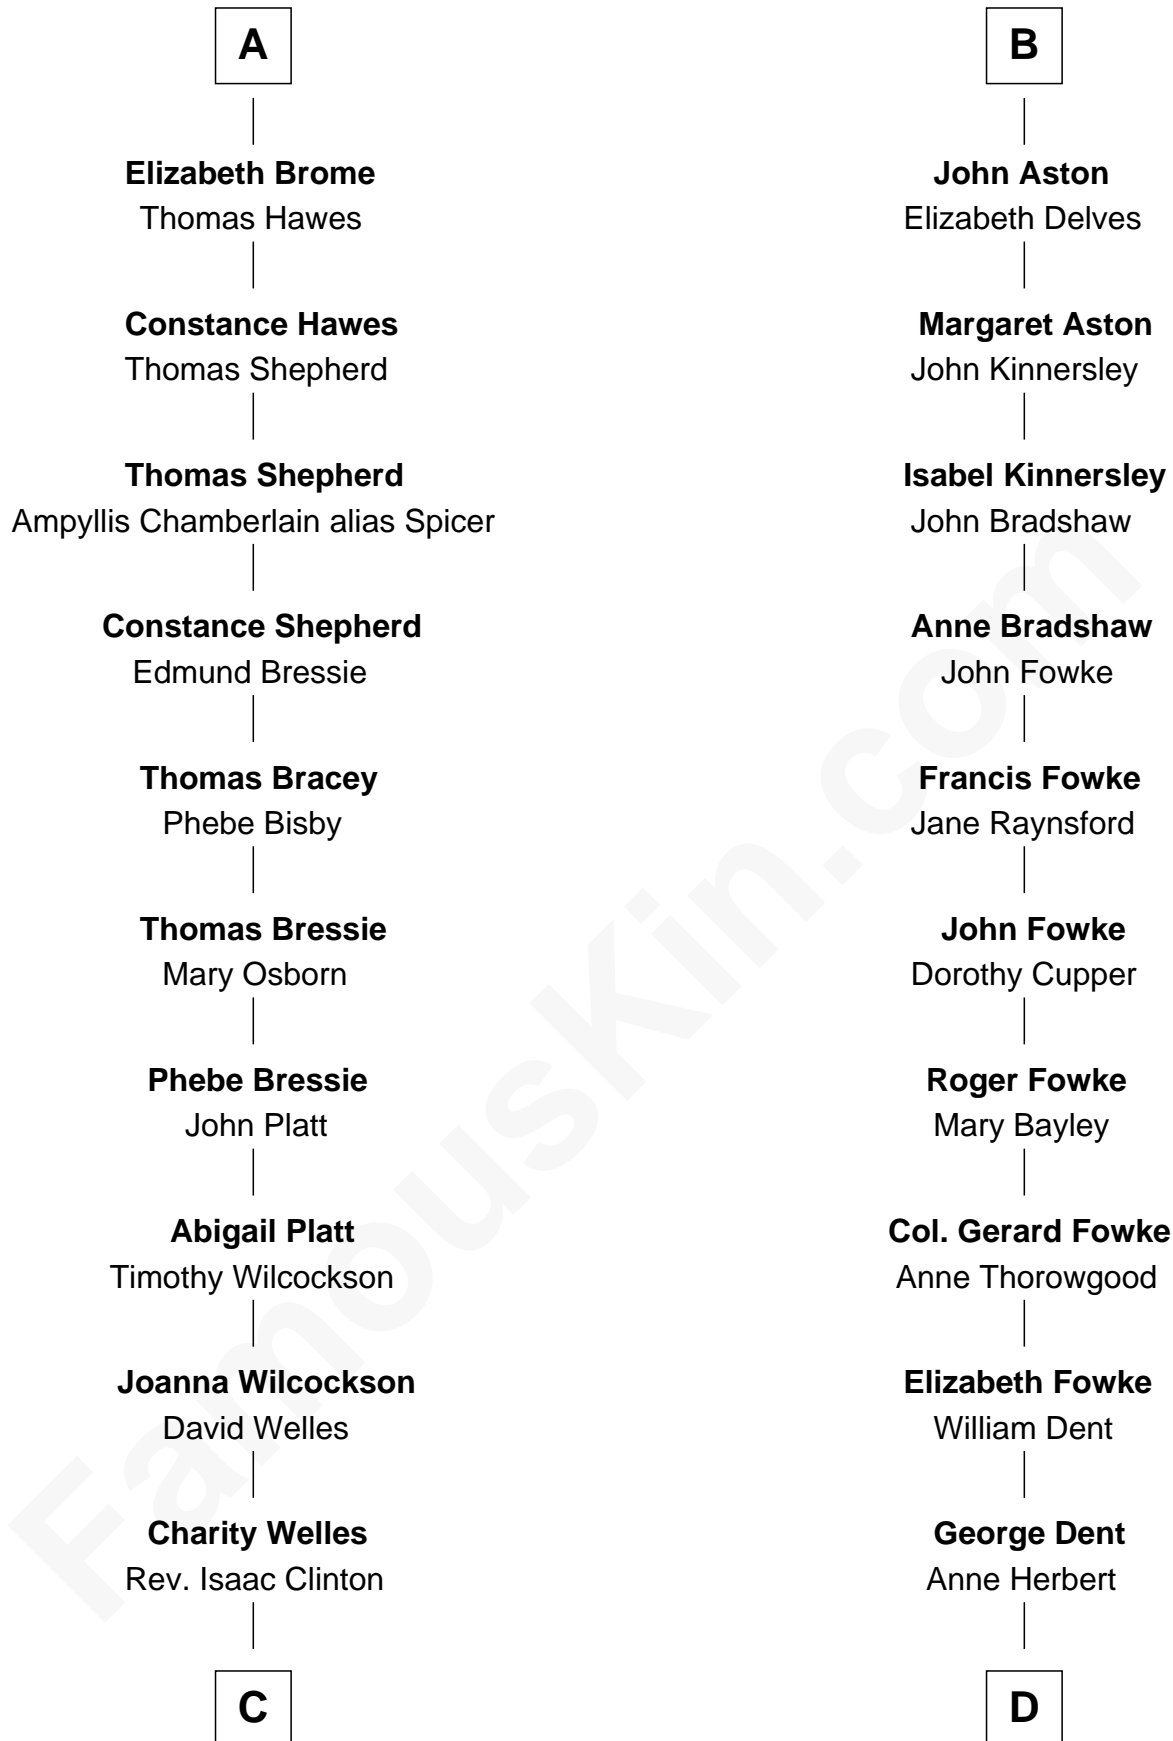 A
Elizabeth Brome
Thomas Hawes
Constance Hawes
Thomas Shepherd
Thomas Shepherd
Ampyllis Chamberlain alias Spicer
Constance Shepherd
Edmund Bressie
Thomas Bracey
Phebe Bisby
Thomas Bressie
Mary Osborn
Phebe Bressie
John Platt
Abigail Platt
Timothy Wilcockson
Joanna Wilcockson
David Welles
Charity Welles
Rev. Isaac Clinton
C
B
John Aston
Elizabeth Delves
Margaret Aston
John Kinnersley
Isabel Kinnersley
John Bradshaw
Anne Bradshaw
John Fowke
Francis Fowke
Jane Raynsford
John Fowke
Dorothy Cupper
Roger Fowke
Mary Bayley
Col. Gerard Fowke
Anne Thorowgood
Elizabeth Fowke
William Dent
George Dent
Anne Herbert
D
FamousKin.com